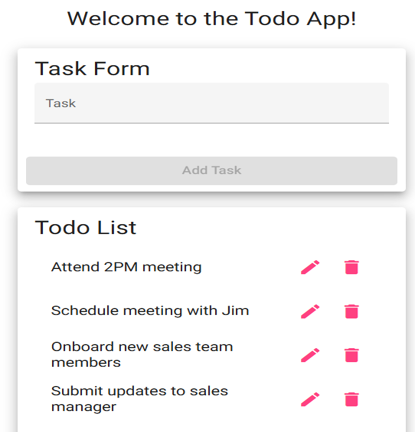 Welcome to the Todo App!
Task Form
Task
Add Task
Todo List
Attend 2PM meeting
Schedule meeting with Jim
Onboard new sales team
members
Submit updates to sales
manager